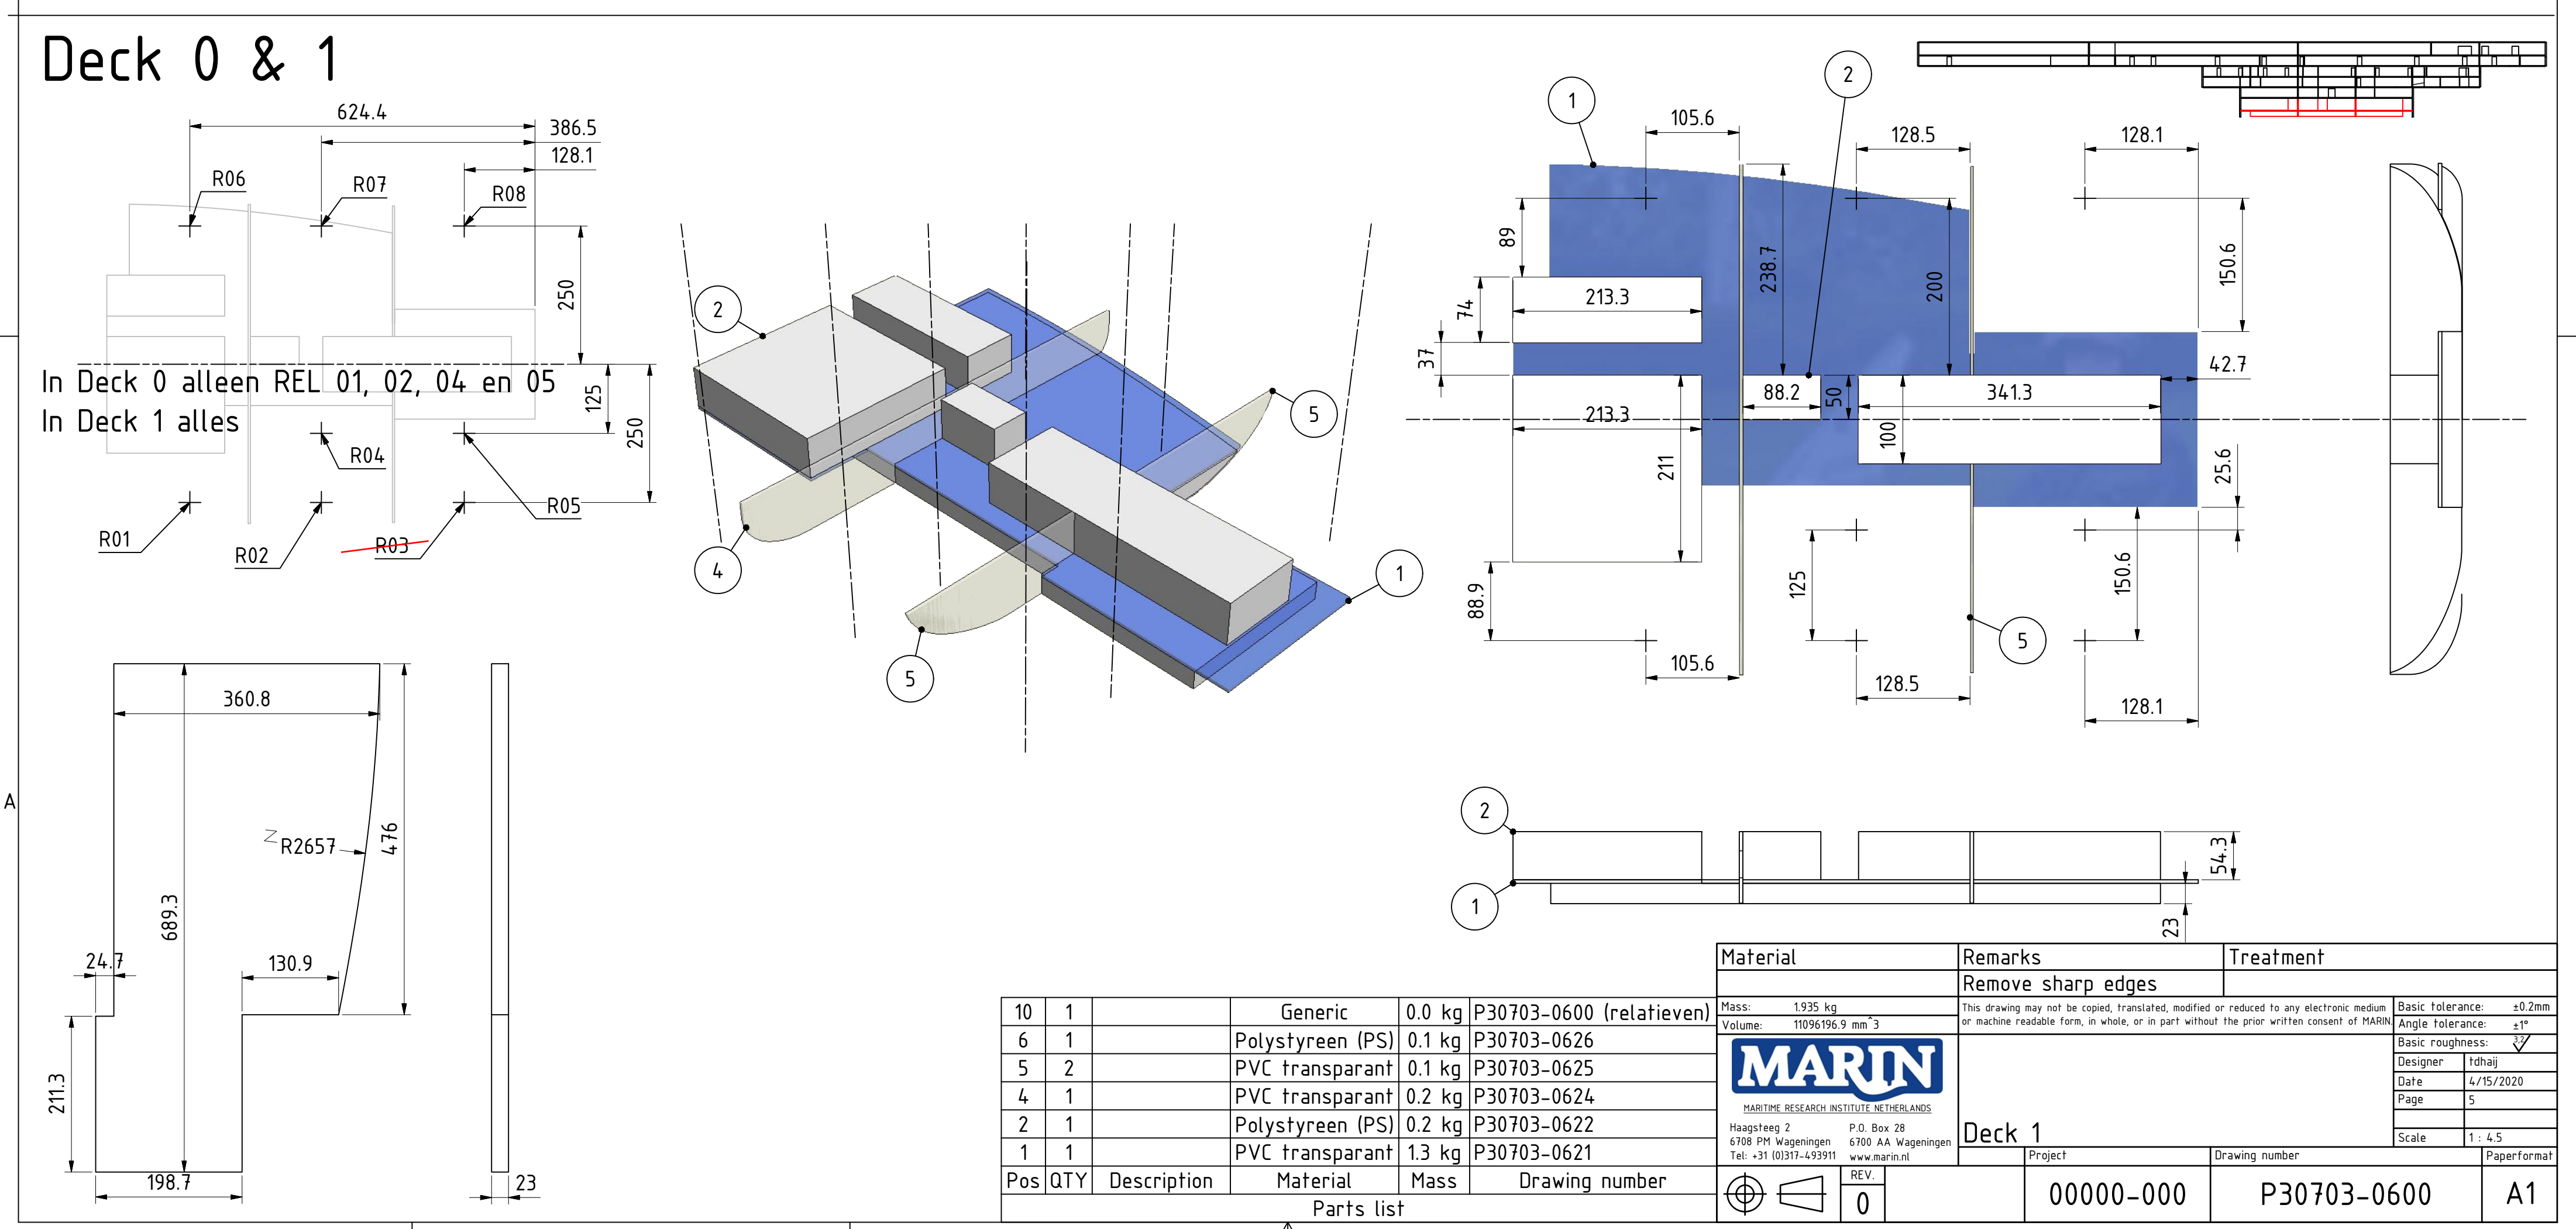 Deck 0 & 1
624.4
386.5
128.1
R06
R07
R08
250
In Deck 0 alleen REL 01, 02, 04 en 05
In Deck 1 alles
125
250
R04
R05
R01
R02
R03
2
5
4
5
1
1
2
105.6
128.5
128.1
89
238.7
200
150.6
74
213.3
37
88.2
50
341.3
42.7
213.3
100
211
25.6
88.9
125
150.6
5
105.6
128.5
128.1
360.8
R2657
476
689.3
24.7
130.9
211.3
198.7
23
2
1
54.3
23
A
10 1 Generic 0.0 kg P30703-0600 (relatieven)
6 1 Polystyreen (PS) 0.1 kg P30703-0626
5 2 PVC transparant 0.1 kg P30703-0625
4 1 PVC transparant 0.2 kg P30703-0624
2 1 Polystyreen (PS) 0.2 kg P30703-0622
1 1 PVC transparant 1.3 kg P30703-0621
Pos QTY Description Material Mass Drawing number
Parts list
Material
Remarks
Treatment
Remove sharp edges
Mass: 1.935 kg
Volume: 11096196.9 mm^3
This drawing may not be copied, translated, modified or reduced to any electronic medium
or machine readable form, in whole, or in part without the prior written consent of MARIN.
Basic tolerance: ±0.2mm
Angle tolerance: ±1°
Basic roughness: 3.2
Designer tdhaij
Date 4/15/2020
Page 5
Scale 1 : 4.5
MARIN
MARITIME RESEARCH INSTITUTE NETHERLANDS
Haagsteeg 2 P.O. Box 28
6708 PM Wageningen 6700 AA Wageningen
Tel: +31 (0)317-493911 www.marin.nl
Deck 1
REV.
0
Project
00000-000
Drawing number
P30703-0600
Paperformat
A1